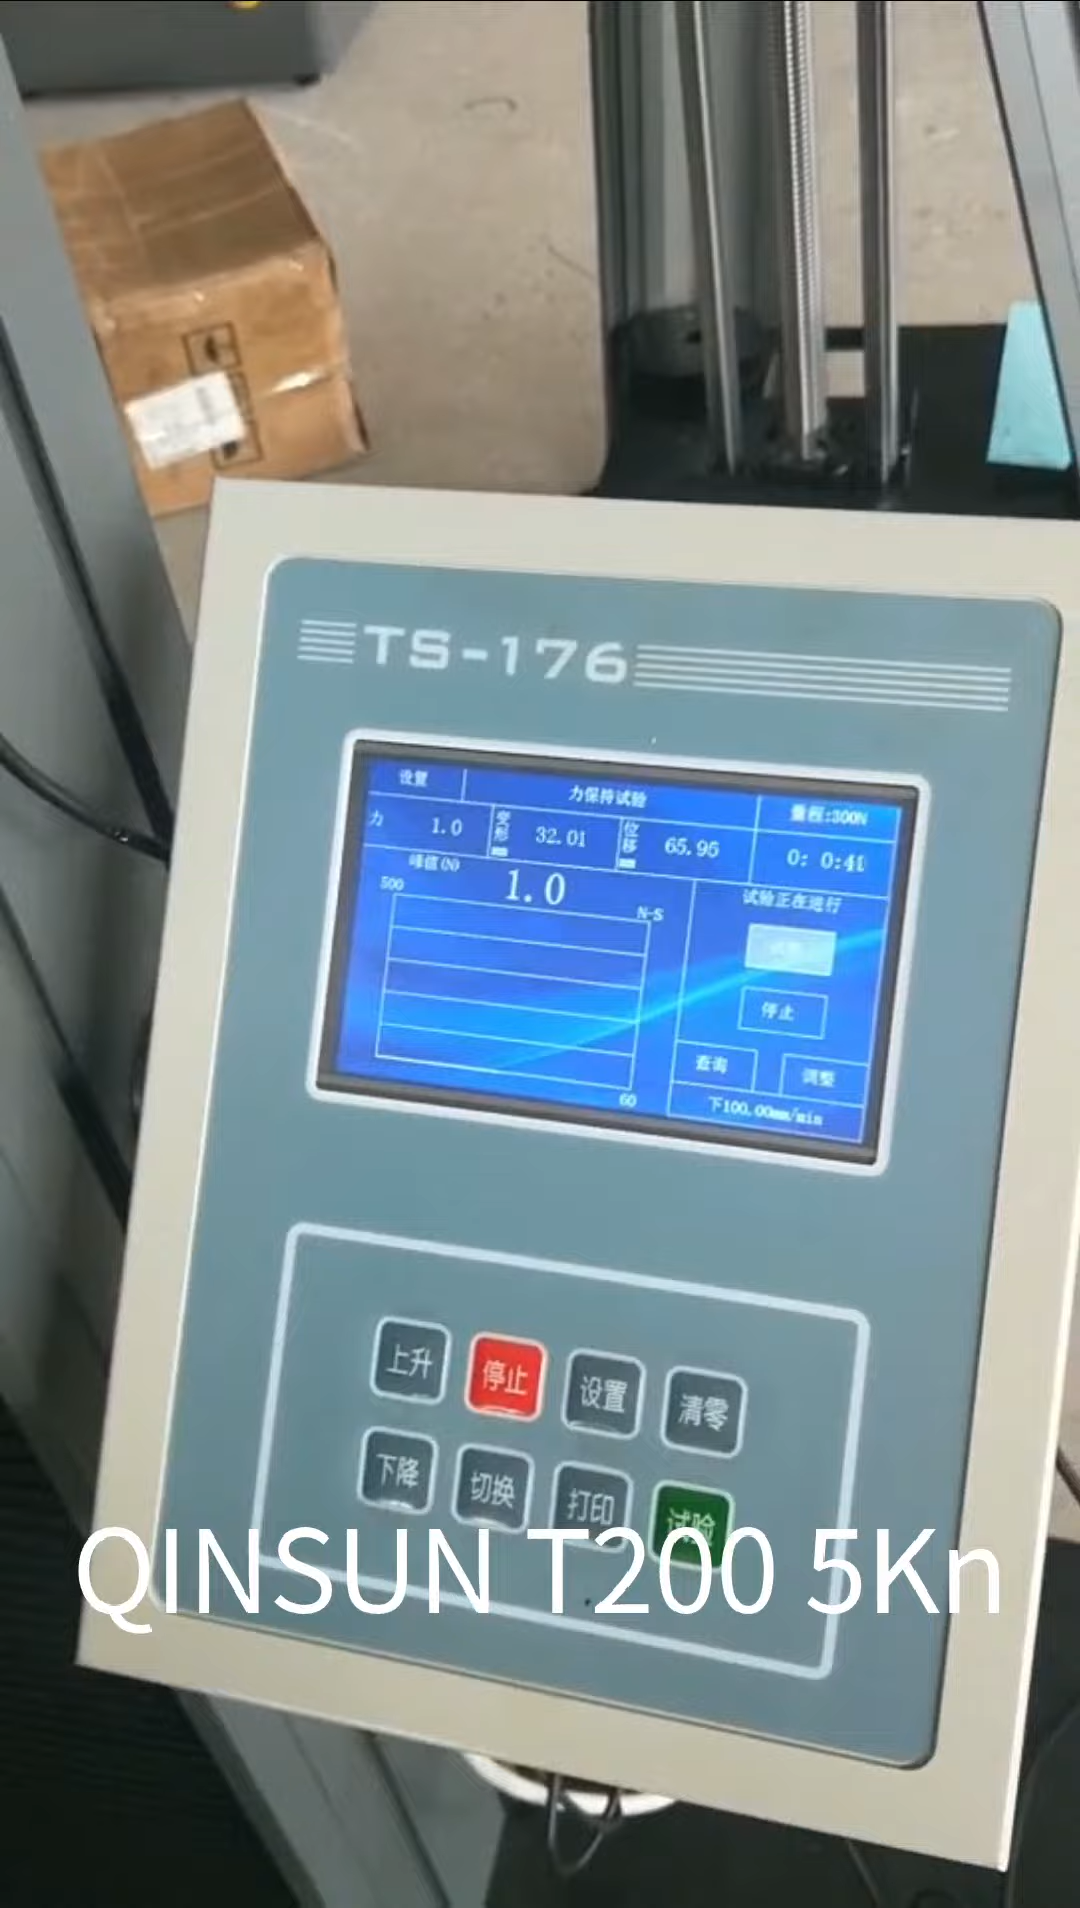 TS-176
设置
力保持试验
量程:300N
力 1.0
变形 32.01
位移 65.95
0: 0:41
峰值(N) 1.0
500
N-S
试验正在进行
停止
查询
调整
60
下100.00mm/min
上升 停止 设置 清零
下降 切换 打印 试验
QINSUN T200 5Kn